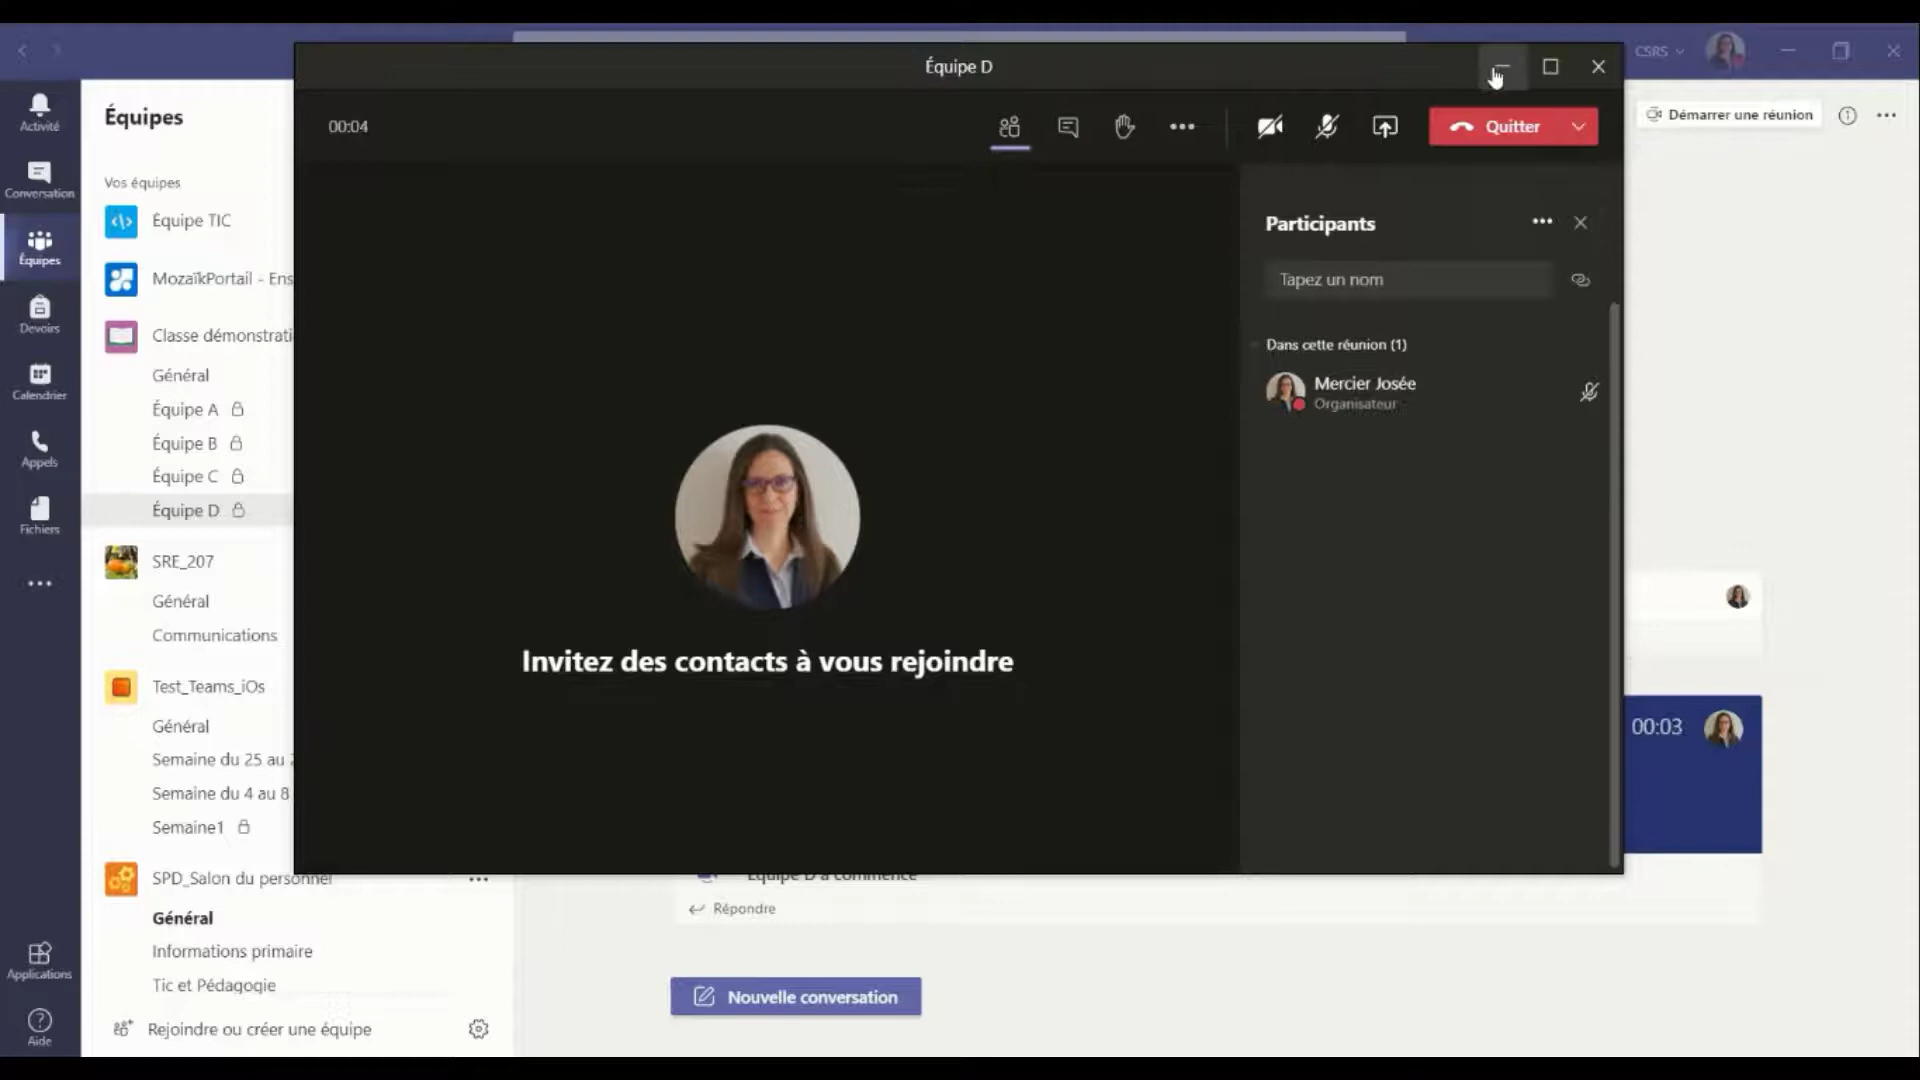 CSRS
Équipe D
00:04
Quitter
Démarrer une réunion
Activité
Conversation
Équipes
Devoirs
Calendrier
Appels
Fichiers
Applications
Aide
Équipes
Vos équipes
Équipe TIC
MozaïkPortail - Ens
Classe démonstrati
Général
Équipe A
Équipe B
Équipe C
Équipe D
SRE_207
Général
Communications
Test_Teams_iOs
Général
Semaine du 25 au
Semaine du 4 au 8
Semaine1
SPD_Salon du personnel
Général
Informations primaire
Tic et Pédagogie
Rejoindre ou créer une équipe
Invitez des contacts à vous rejoindre
Participants
Tapez un nom
Dans cette réunion (1)
Mercier Josée
Organisateur
00:03
Équipe D a commencé
Répondre
Nouvelle conversation